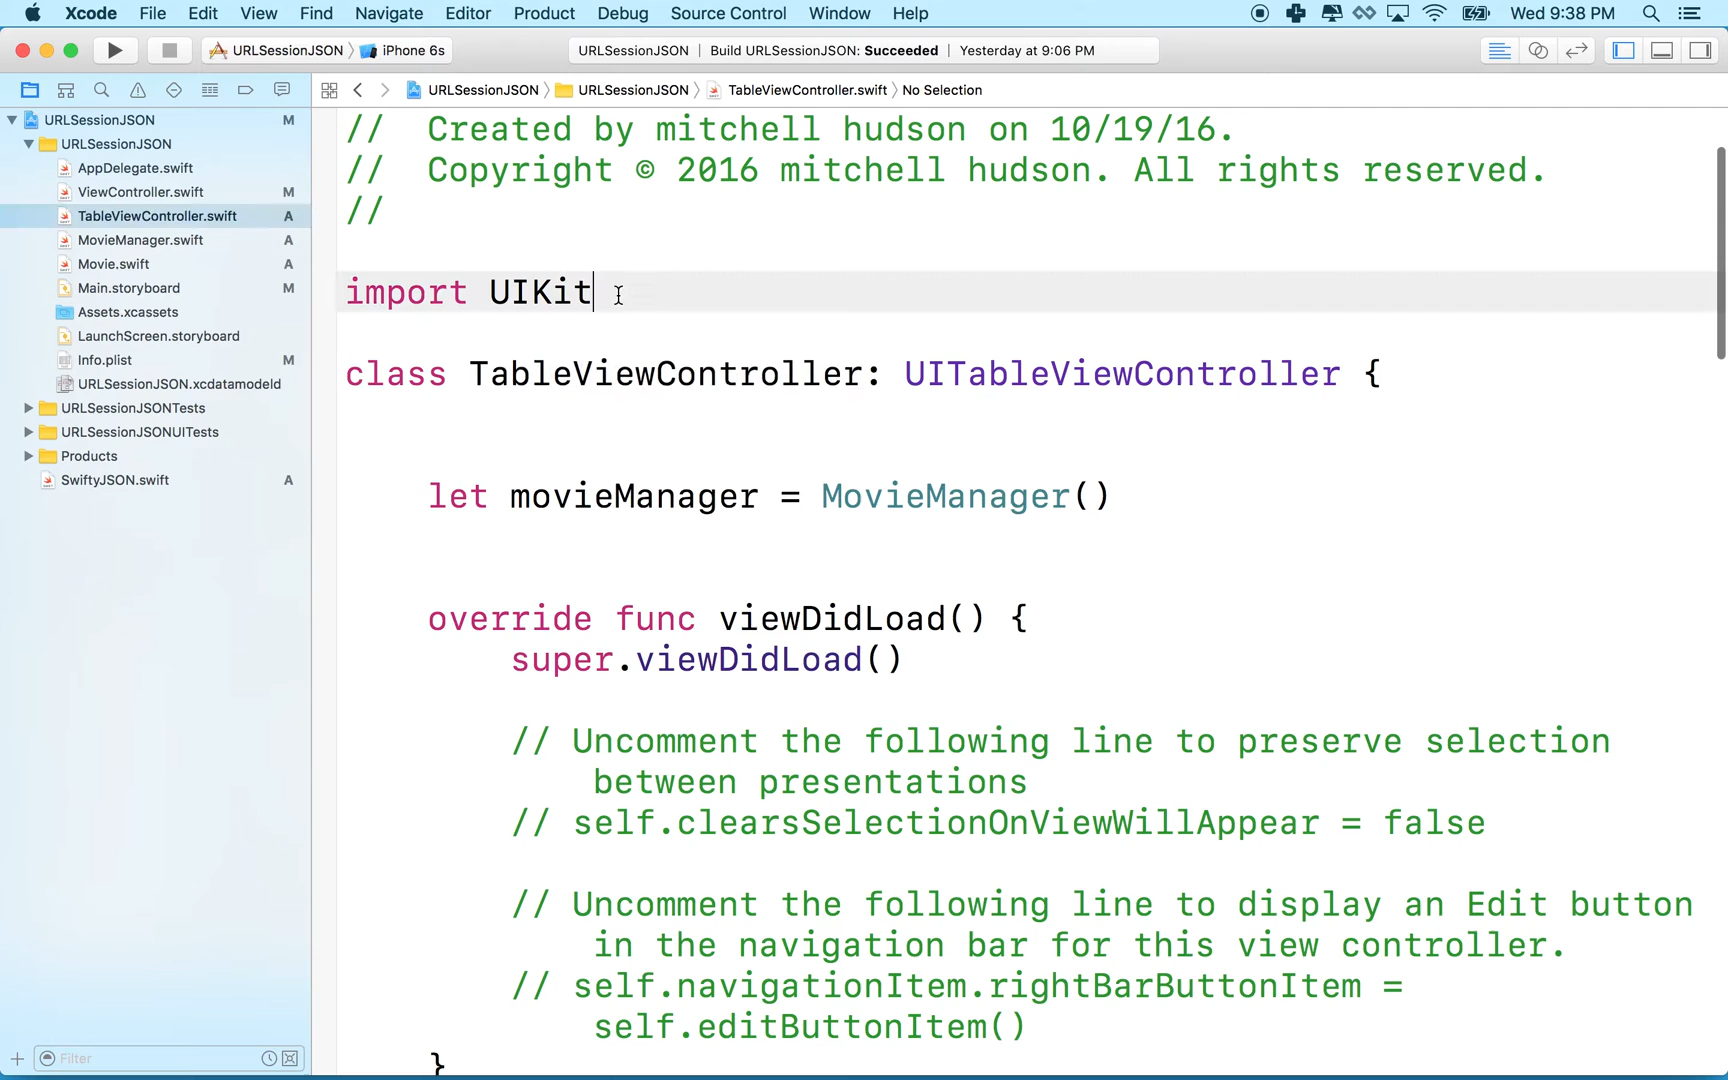 Xcode File Edit View Find Navigate Editor Product Debug Source Control Window Help Wed 9:38 PM
URLSessionJSON iPhone 6s URLSessionJSON Build URLSessionJSON: Succeeded Yesterday at 9:06 PM
URLSessionJSON URLSessionJSON TableViewController.swift No Selection
URLSessionJSON M
URLSessionJSON
AppDelegate.swift
ViewController.swift M
TableViewController.swift A
MovieManager.swift A
Movie.swift A
Main.storyboard M
Assets.xcassets
LaunchScreen.storyboard
Info.plist M
URLSessionJSON.xcdatamodeld
URLSessionJSONTests
URLSessionJSONUITests
Products
SwiftyJSON.swift A
Filter
//  Created by mitchell hudson on 10/19/16.
//  Copyright © 2016 mitchell hudson. All rights reserved.
//
import UIKit
class TableViewController: UITableViewController {
let movieManager = MovieManager()
override func viewDidLoad() {
super.viewDidLoad()
// Uncomment the following line to preserve selection
between presentations
// self.clearsSelectionOnViewWillAppear = false
// Uncomment the following line to display an Edit button
in the navigation bar for this view controller.
// self.navigationItem.rightBarButtonItem =
self.editButtonItem()
}